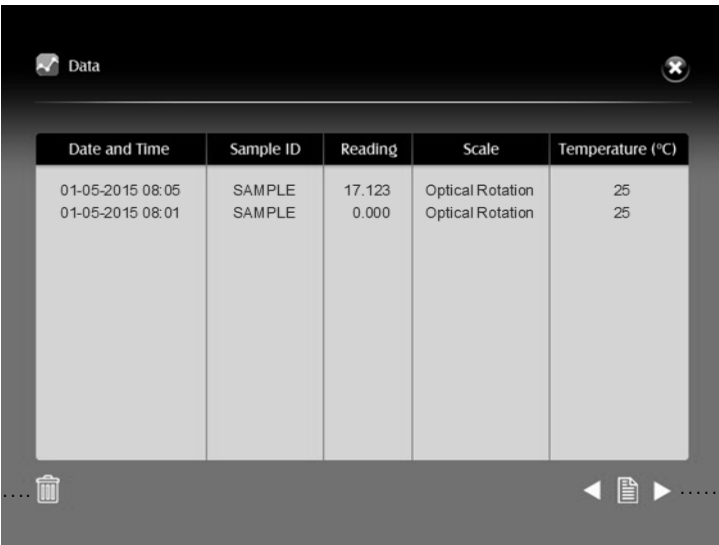 Data
Date and Time Sample ID Reading Scale Temperature (ºC)
01-05-2015 08:05 SAMPLE 17.123 Optical Rotation 25
01-05-2015 08:01 SAMPLE 0.000 Optical Rotation 25